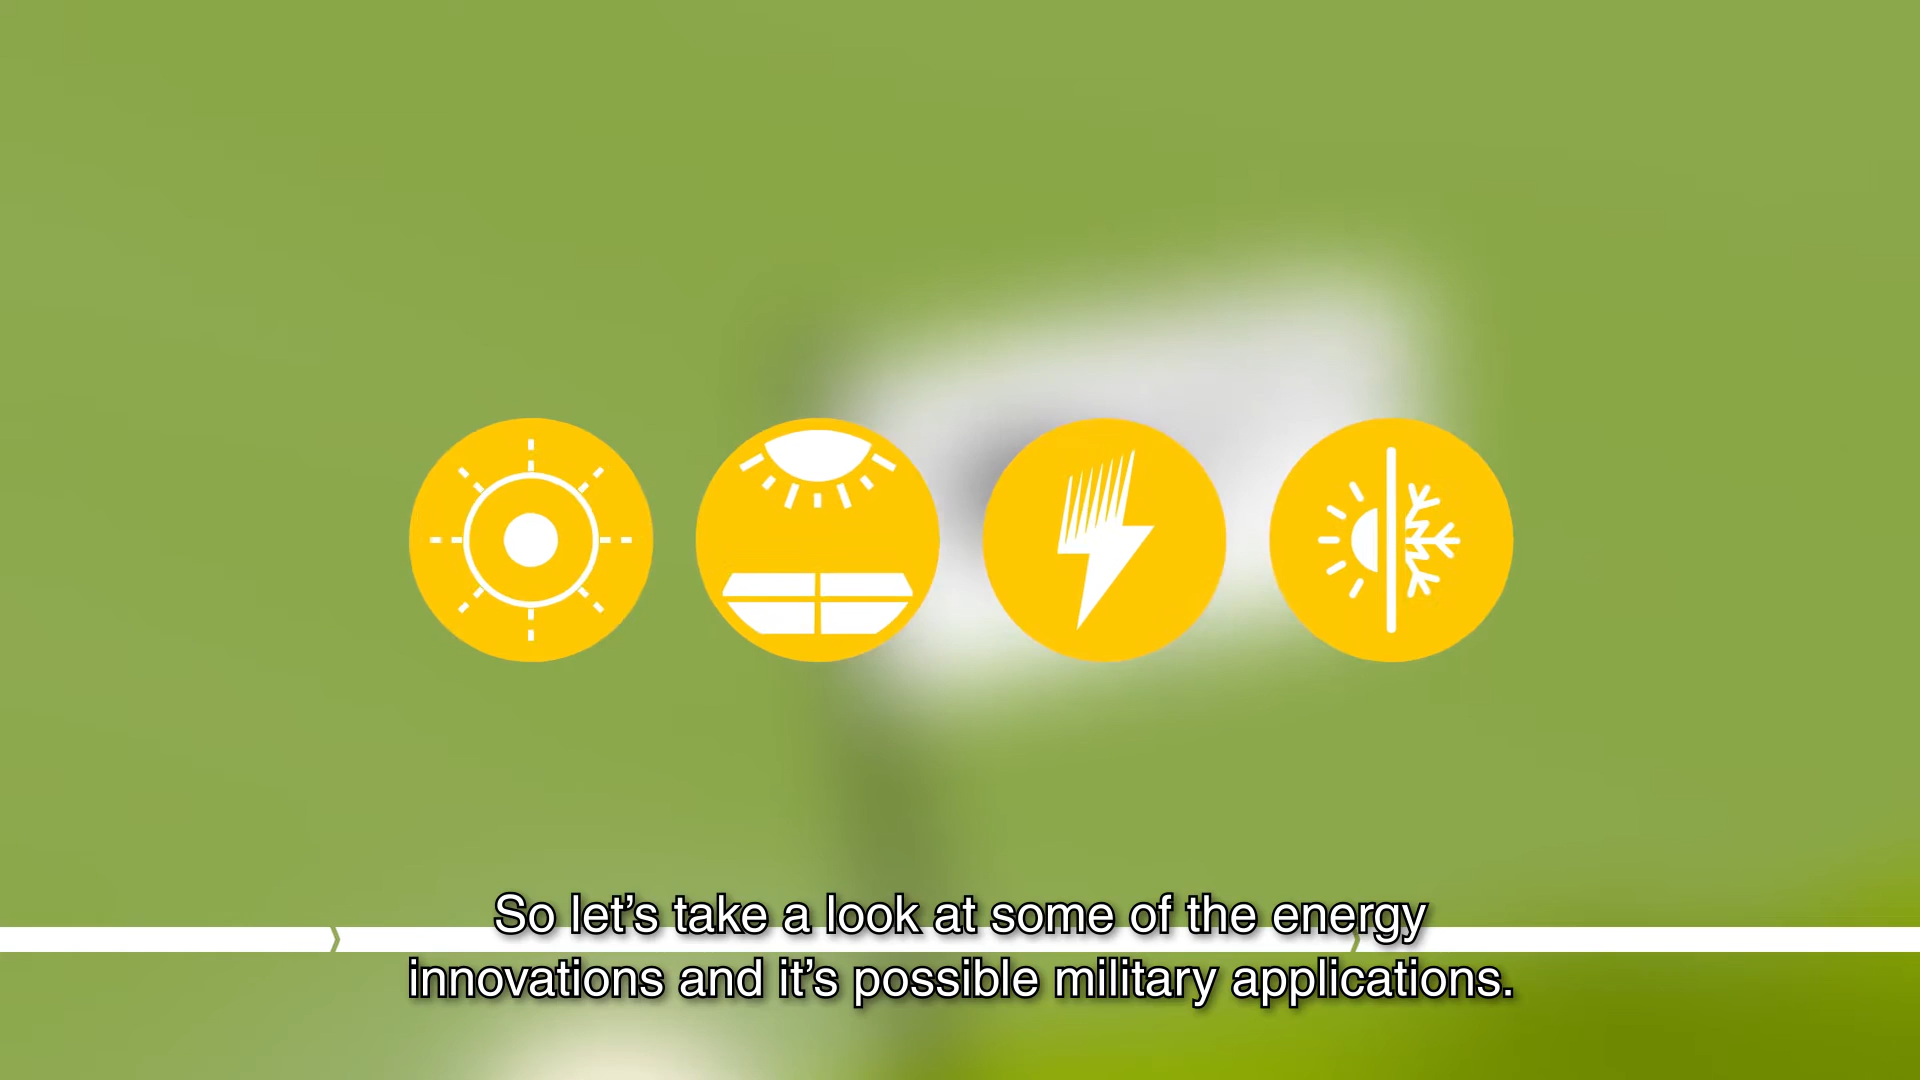 So let’s take a look at some of the energy
innovations and it’s possible military applications.